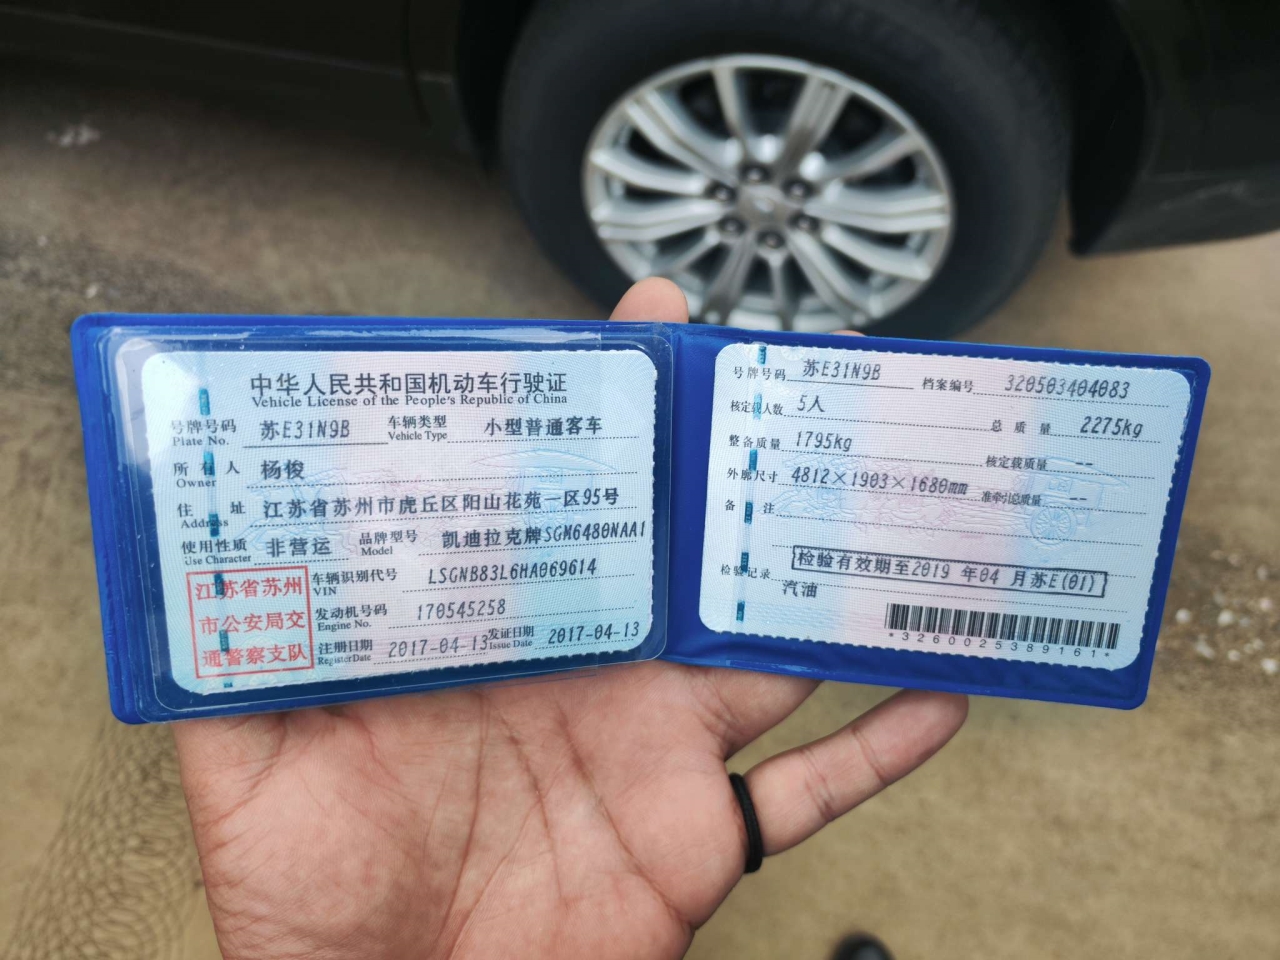 中华人民共和国机动车行驶证
Vehicle License of the People's Republic of China
号牌号码 苏E31N9B 车辆类型 小型普通客车
Plate No. Vehicle Type
所有人 杨俊
Owner
住址 江苏省苏州市虎丘区阳山花苑一区95号
Address
使用性质 非营运 品牌型号 凯迪拉克牌SGM6480NAA1
Use Character Model
江苏省苏州
市公安局交
通警察支队
车辆识别代号 LSGNB83L6HA069614
VIN
发动机号码 170545258
Engine No.
注册日期 2017-04-13 发证日期 2017-04-13
Register Date Issue Date
号牌号码 苏E31N9B 档案编号 320503404083
核定载人数 5人 总质量 2275kg
整备质量 1795kg 核定载质量 --
外廓尺寸 4812×1903×1680mm 准牵引总质量 --
备注
检验记录 检验有效期至2019年04月苏E(01)
汽油
*3260025389161*